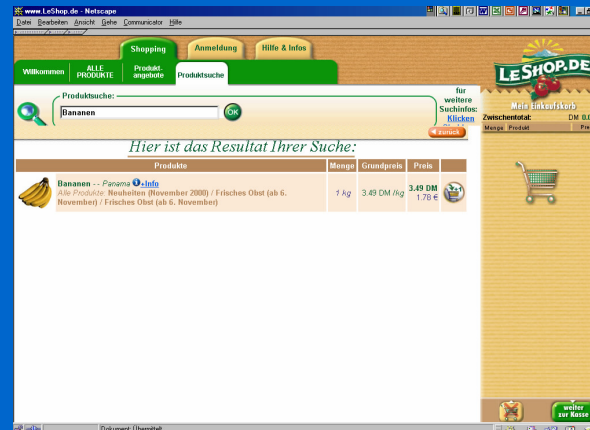 www.LeShop.de - Netscape
Datei Bearbeiten Ansicht Gehe Communicator Hilfe
Shopping Anmeldung Hilfe & Infos
Willkommen ALLE PRODUKTE Produkt-angebote Produktsuche
LESHOP.DE
Produktsuche:
Bananen OK
für
weitere
Suchinfos:
Klicken
zurück
Mein Einkaufskorb
Zwischentotal: DM 0.0
Menge Produkt Pre
Hier ist das Resultat Ihrer Suche:
Produkte Menge Grundpreis Preis
Bananen - - Panama +Info
Alle Produkte: Neuheiten (November 2000) / Frisches Obst (ab 6.
November) / Frisches Obst (ab 6. November)
1 kg 3.49 DM /kg 3.49 DM
1.78 €
weiter
zur Kasse
Dokument: Übermittelt